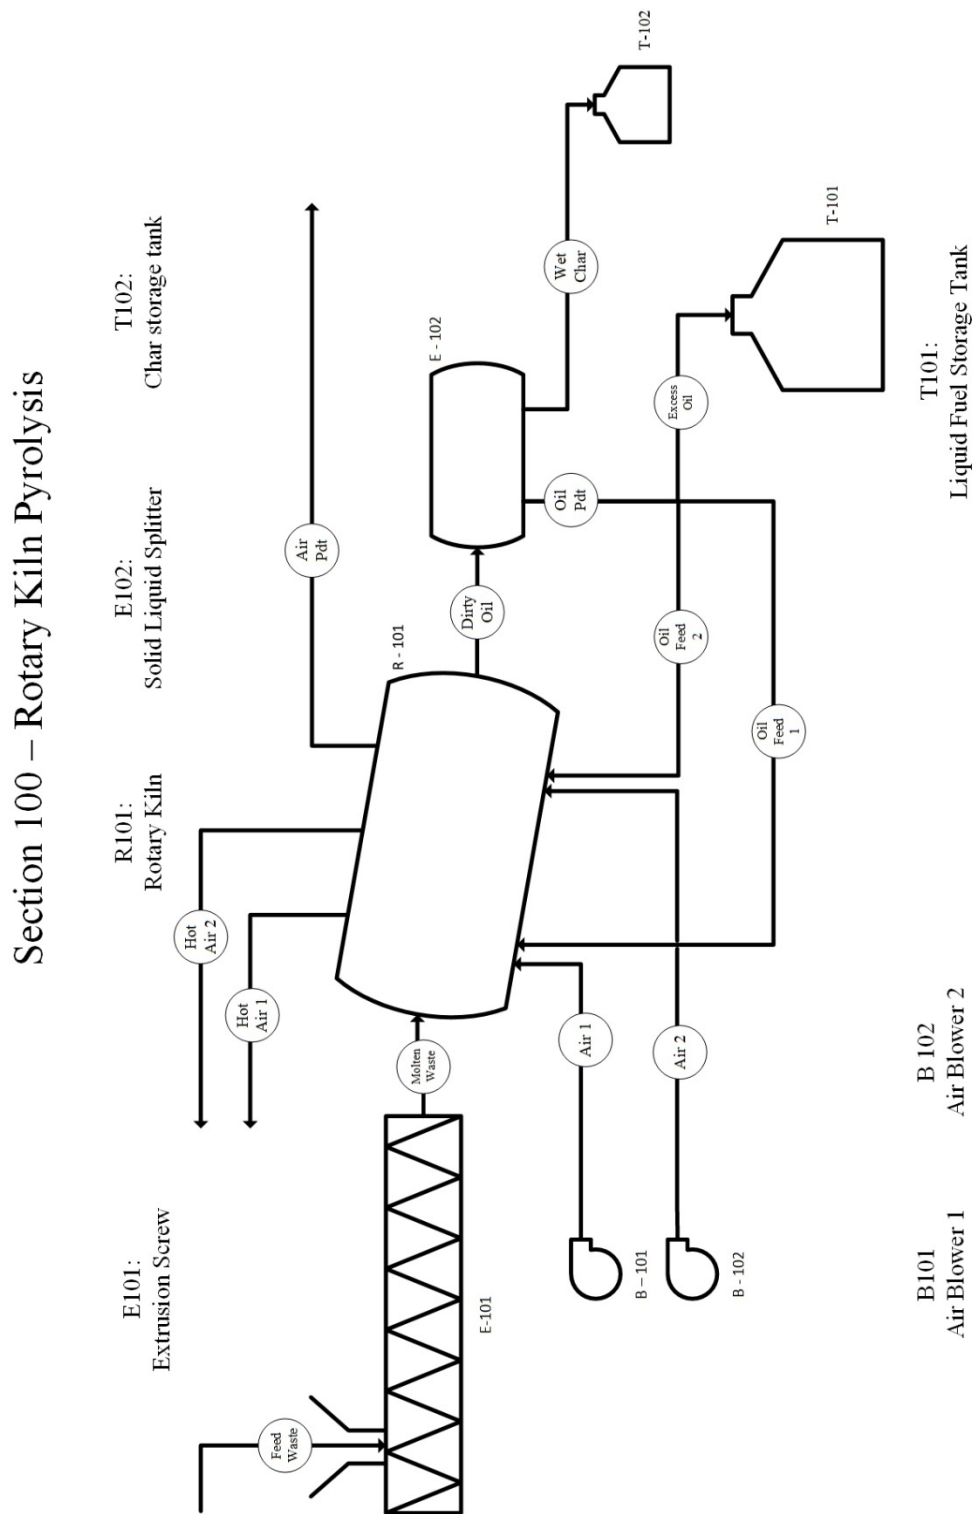 Section 100 – Rotary Kiln Pyrolysis
E101:
Extrusion Screw
R101:
Rotary Kiln
E102:
Solid Liquid Splitter
T102:
Char storage tank
Feed
Waste
Hot
Air 2
Hot
Air 1
Air
Pdt
E-101
Molten
Waste
R - 101
Dirty
Oil
E - 102
Oil
Pdt
Wet
Char
T-102
B – 101
Air 1
B - 102
Air 2
Oil
Feed
2
Excess
Oil
T-101
Oil
Feed
1
B101
Air Blower 1
B 102
Air Blower 2
T101:
Liquid Fuel Storage Tank